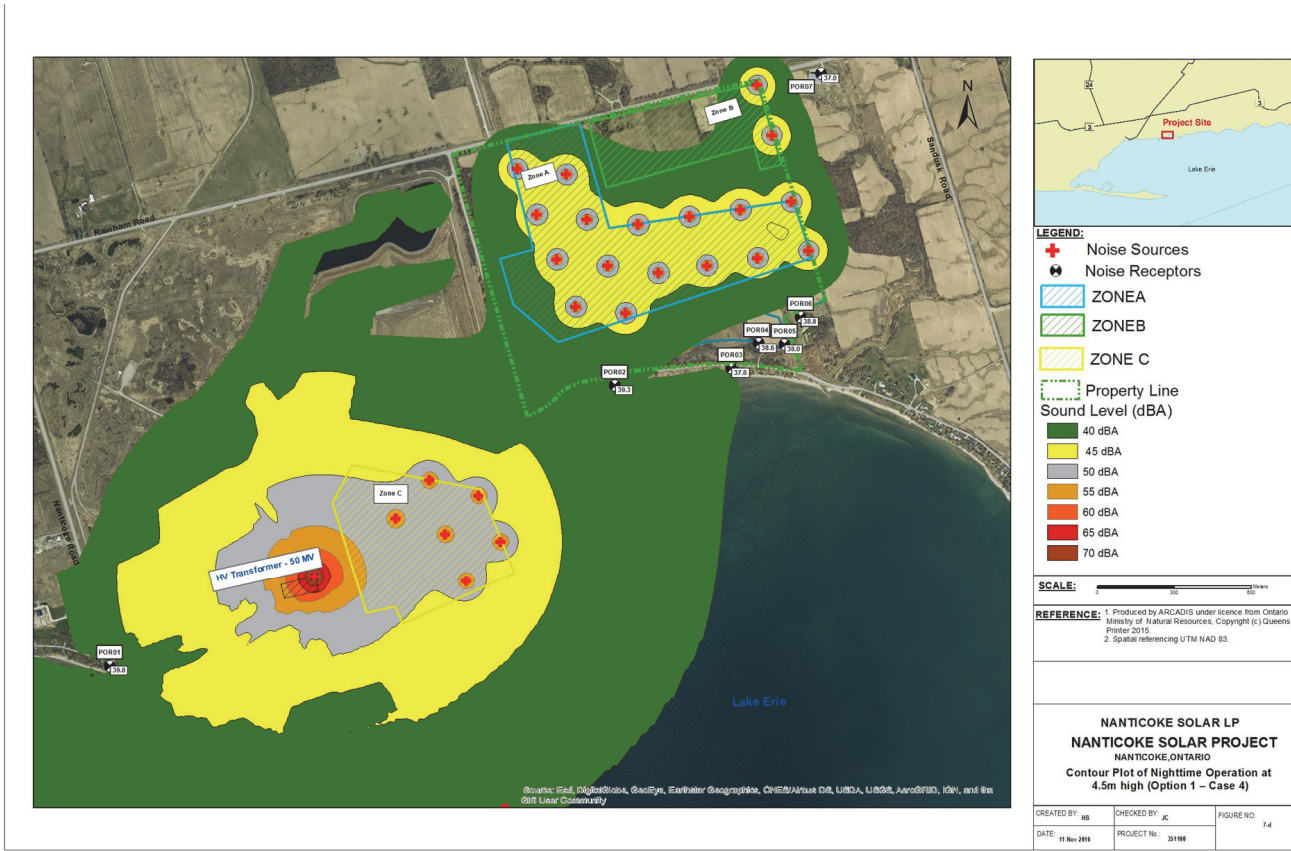 Zone B
POR07
37.0
N
Zone A
Sandusk Road
Rainham Road
POR06
38.8
POR04
POR05
38.6
38.0
POR03
37.6
POR02
39.3
Zone C
HV Transformer - 50 MV
Nanticoke Road
POR01
39.8
Lake Erie
Source: Esri, DigitalGlobe, GeoEye, Earthstar Geographics, CNES/Airbus DS, USDA, USGS, AeroGRID, IGN, and the
GIS User Community
24
3
3
Project Site
Lake Erie
LEGEND:
Noise Sources
Noise Receptors
ZONEA
ZONEB
ZONE C
Property Line
Sound Level (dBA)
40 dBA
45 dBA
50 dBA
55 dBA
60 dBA
65 dBA
70 dBA
SCALE:
Meters
0 300 600
REFERENCE: 1. Produced by ARCADIS under licence from Ontario
Ministry of Natural Resources, Copyright (c) Queens
Printer 2015.
2. Spatial referencing UTM NAD 83.
NANTICOKE SOLAR LP
NANTICOKE SOLAR PROJECT
NANTICOKE,ONTARIO
Contour Plot of Nighttime Operation at
4.5m high (Option 1 – Case 4)
CREATED BY: HS
CHECKED BY: JC
FIGURE NO:
7-d
DATE: 11 Nov 2016
PROJECT No.: 351100